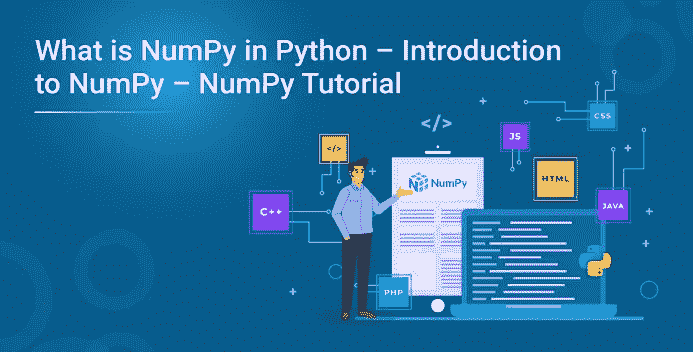 What is NumPy in Python – Introduction
to NumPy – NumPy Tutorial
</>
CSS
JS
</>
HTML
NumPy
JAVA
C++
PHP